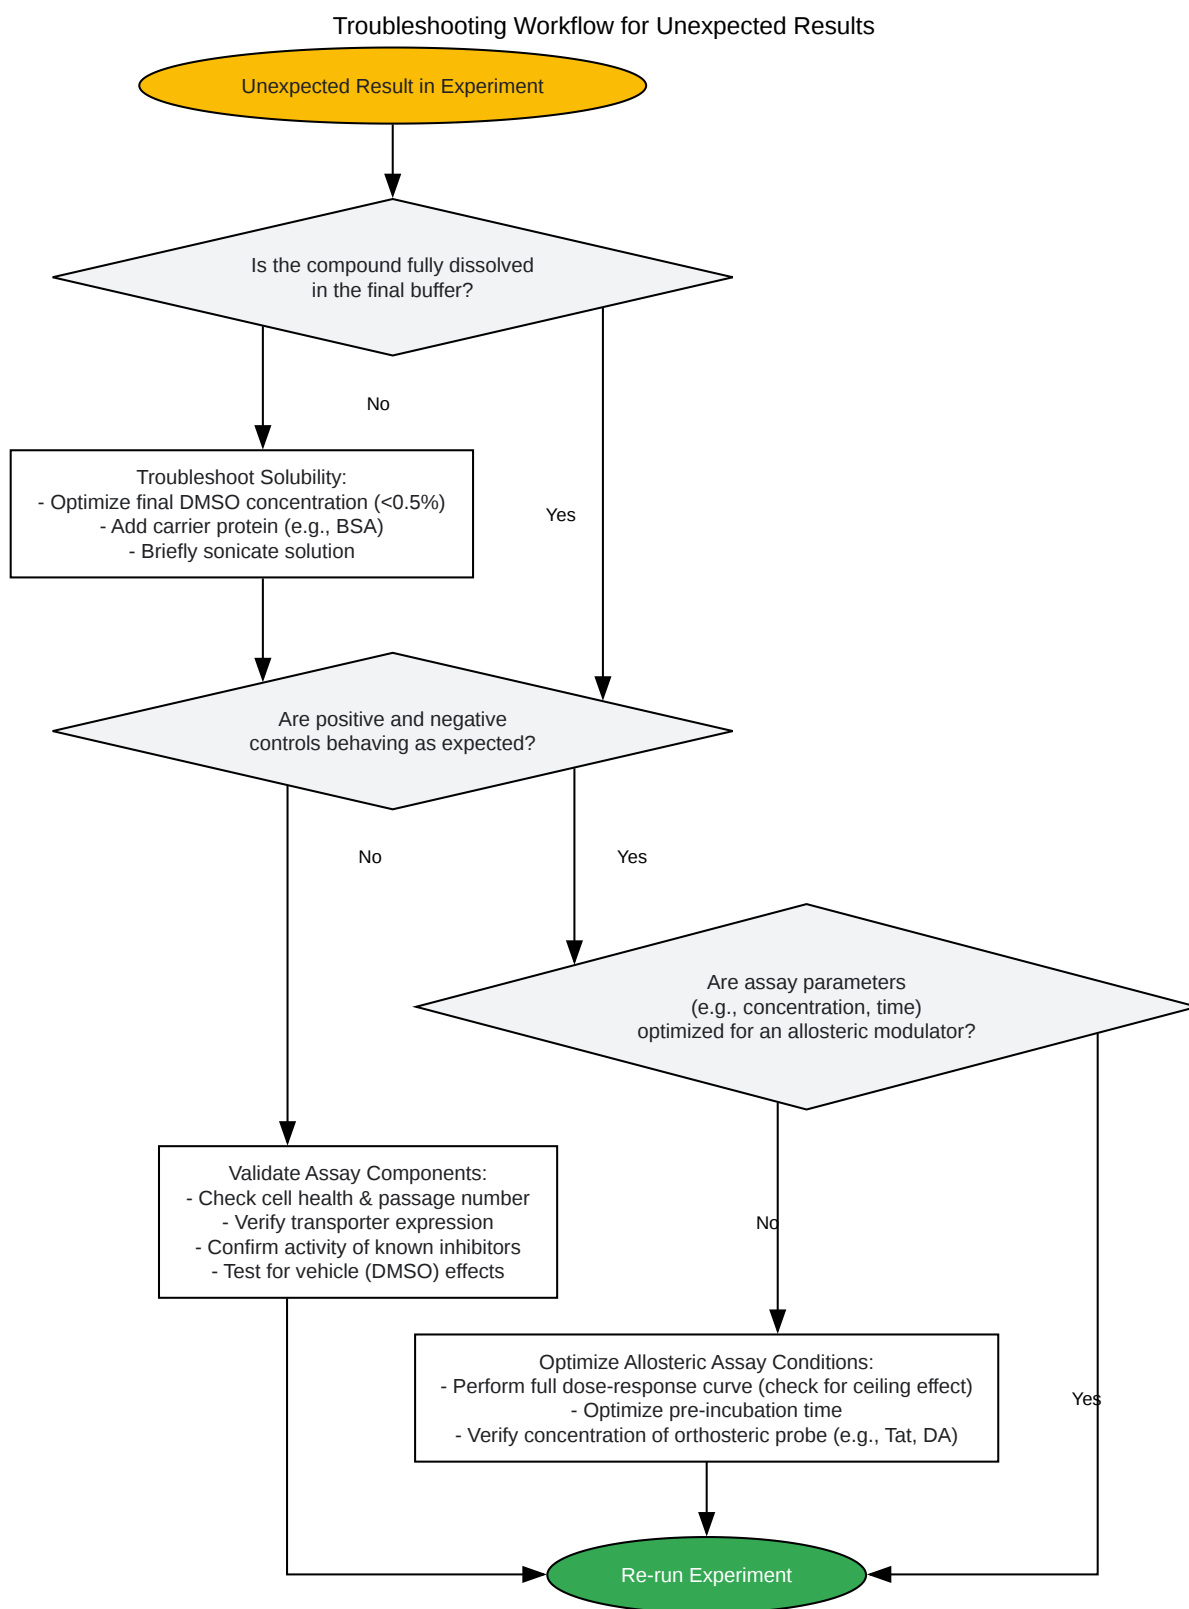 Troubleshooting Workflow for Unexpected Results
Unexpected Result in Experiment
Is the compound fully dissolved
in the final buffer?
No
Troubleshoot Solubility:
- Optimize final DMSO concentration (<0.5%)
- Add carrier protein (e.g., BSA)
- Briefly sonicate solution
Yes
Are positive and negative
controls behaving as expected?
No
Yes
Are assay parameters
(e.g., concentration, time)
optimized for an allosteric modulator?
Validate Assay Components:
- Check cell health & passage number
- Verify transporter expression
- Confirm activity of known inhibitors
- Test for vehicle (DMSO) effects
No
Optimize Allosteric Assay Conditions:
- Perform full dose-response curve (check for ceiling effect)
- Optimize pre-incubation time
- Verify concentration of orthosteric probe (e.g., Tat, DA)
Yes
Re-run Experiment